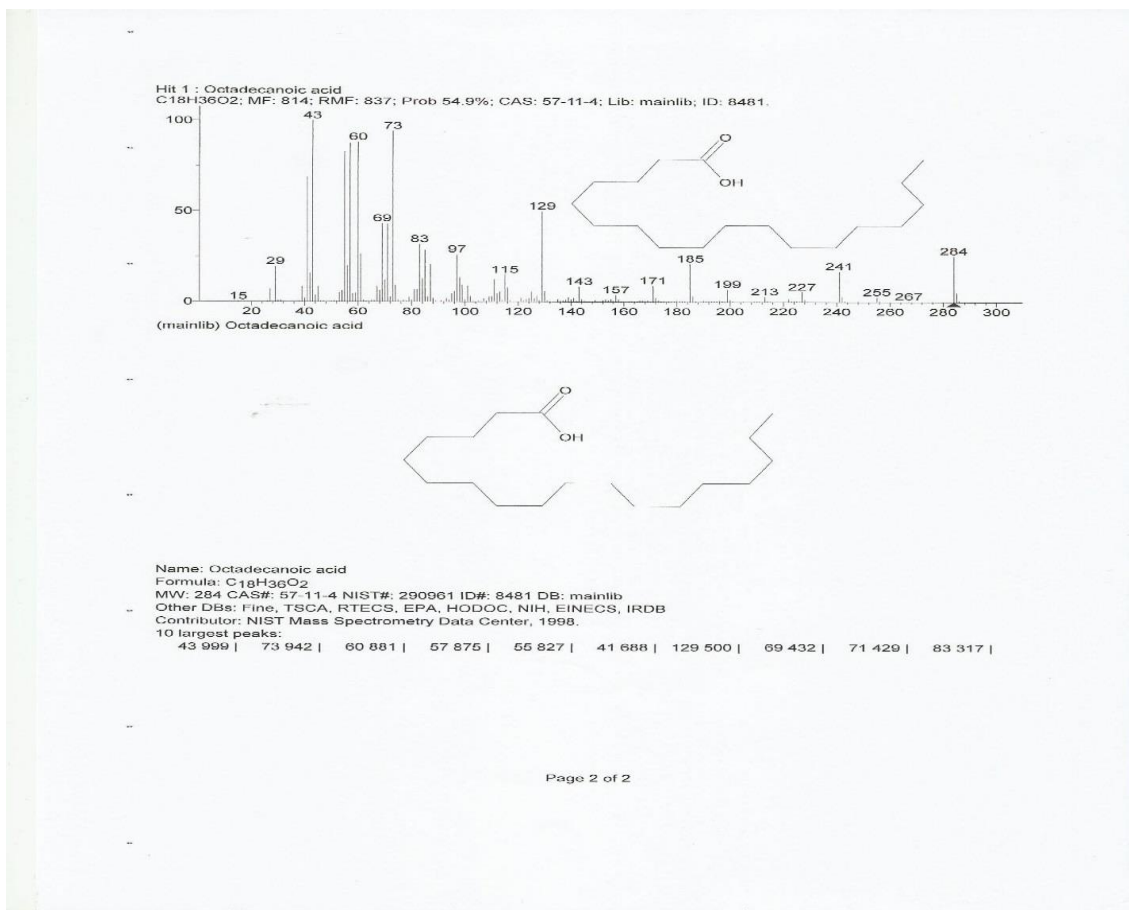 Hit 1 : Octadecanoic acid
C18H36O2; MF: 814; RMF: 837; Prob 54.9%; CAS: 57-11-4; Lib: mainlib; ID: 8481.
100
50
0
15
29
43
60
69
73
83
97
115
129
143
157
171
185
199
213
227
241
255
267
284
O
OH
20 40 60 80 100 120 140 160 180 200 220 240 260 280 300
(mainlib) Octadecanoic acid
O
OH
Name: Octadecanoic acid
Formula: C18H36O2
MW: 284 CAS#: 57-11-4 NIST#: 290961 ID#: 8481 DB: mainlib
Other DBs: Fine, TSCA, RTECS, EPA, HODOC, NIH, EINECS, IRDB
Contributor: NIST Mass Spectrometry Data Center, 1998.
10 largest peaks:
43 999 | 73 942 | 60 881 | 57 875 | 55 827 | 41 688 | 129 500 | 69 432 | 71 429 | 83 317 |
Page 2 of 2